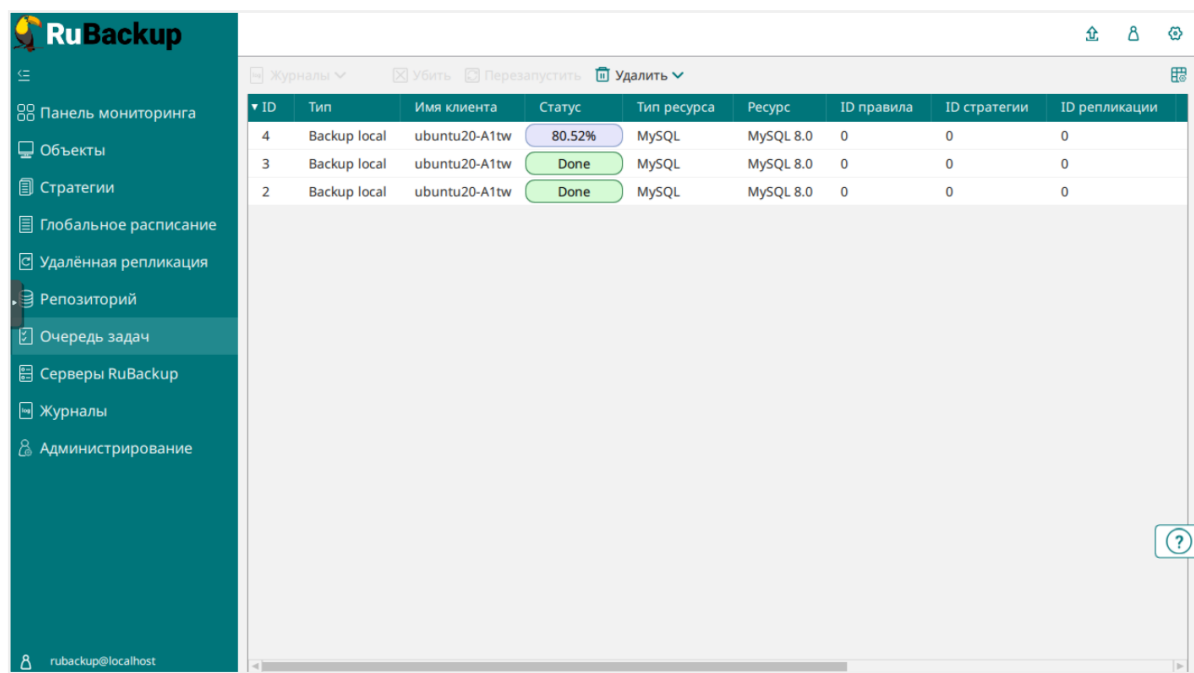 RuBackup
Журналы Убить Перезапустить Удалить
Панель мониторинга
Объекты
Стратегии
Глобальное расписание
Удалённая репликация
Репозиторий
Очередь задач
Серверы RuBackup
Журналы
Администрирование
rubackup@localhost
ID Тип Имя клиента Статус Тип ресурса Ресурс ID правила ID стратегии ID репликации
4 Backup local ubuntu20-A1tw 80.52% MySQL MySQL 8.0 0 0 0
3 Backup local ubuntu20-A1tw Done MySQL MySQL 8.0 0 0 0
2 Backup local ubuntu20-A1tw Done MySQL MySQL 8.0 0 0 0
?